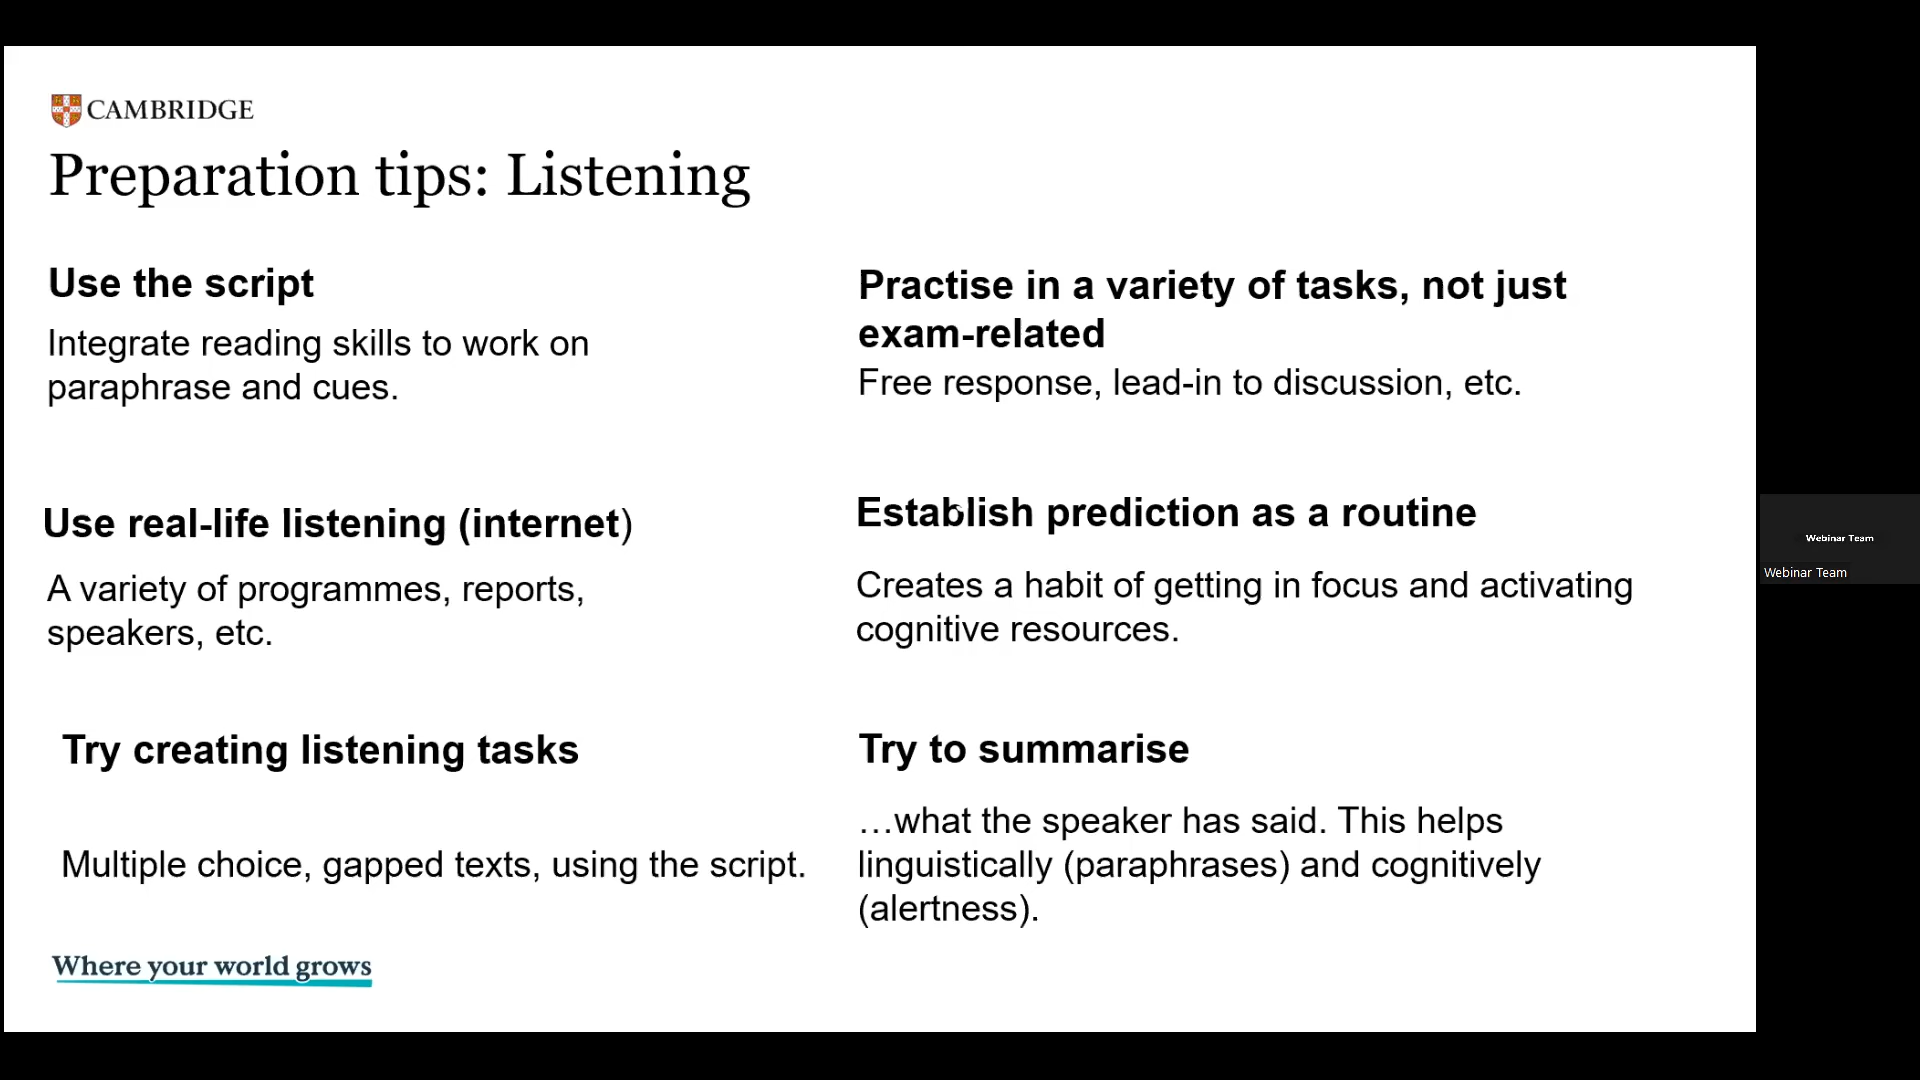 CAMBRIDGE
Preparation tips: Listening
Use the script
Integrate reading skills to work on
paraphrase and cues.
Practise in a variety of tasks, not just
exam-related
Free response, lead-in to discussion, etc.
Use real-life listening (internet)
A variety of programmes, reports,
speakers, etc.
Establish prediction as a routine
Creates a habit of getting in focus and activating
cognitive resources.
Try creating listening tasks
Multiple choice, gapped texts, using the script.
Try to summarise
…what the speaker has said. This helps
linguistically (paraphrases) and cognitively
(alertness).
Where your world grows
Webinar Team
Webinar Team